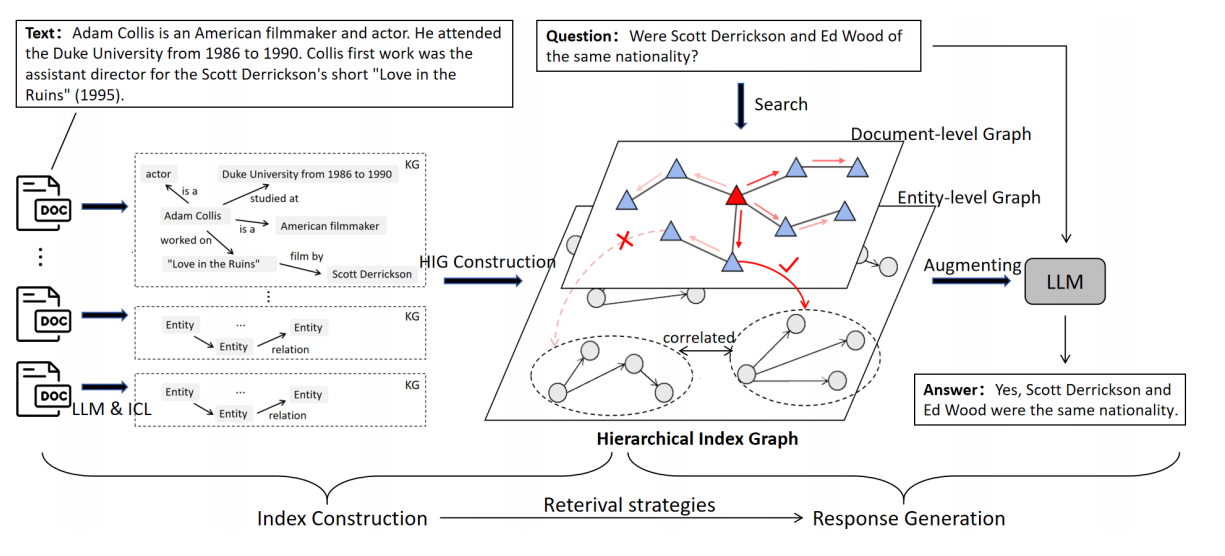 Text： Adam Collis is an American filmmaker and actor. He attended
the Duke University from 1986 to 1990. Collis first work was the
assistant director for the Scott Derrickson's short "Love in the
Ruins" (1995).
Question： Were Scott Derrickson and Ed Wood of
the same nationality?
Search
Document-level Graph
Entity-level Graph
DOC
KG
actor
Duke University from 1986 to 1990
is a
studied at
Adam Collis
is a
American filmmaker
worked on
"Love in the Ruins"
film by
Scott Derrickson
HIG Construction
Augmenting
LLM
DOC
KG
Entity
...
Entity
Entity
relation
correlated
DOC
KG
Entity
...
Entity
Entity
relation
LLM & ICL
Answer： Yes, Scott Derrickson and
Ed Wood were the same nationality.
Hierarchical Index Graph
Index Construction
Reterival strategies
Response Generation